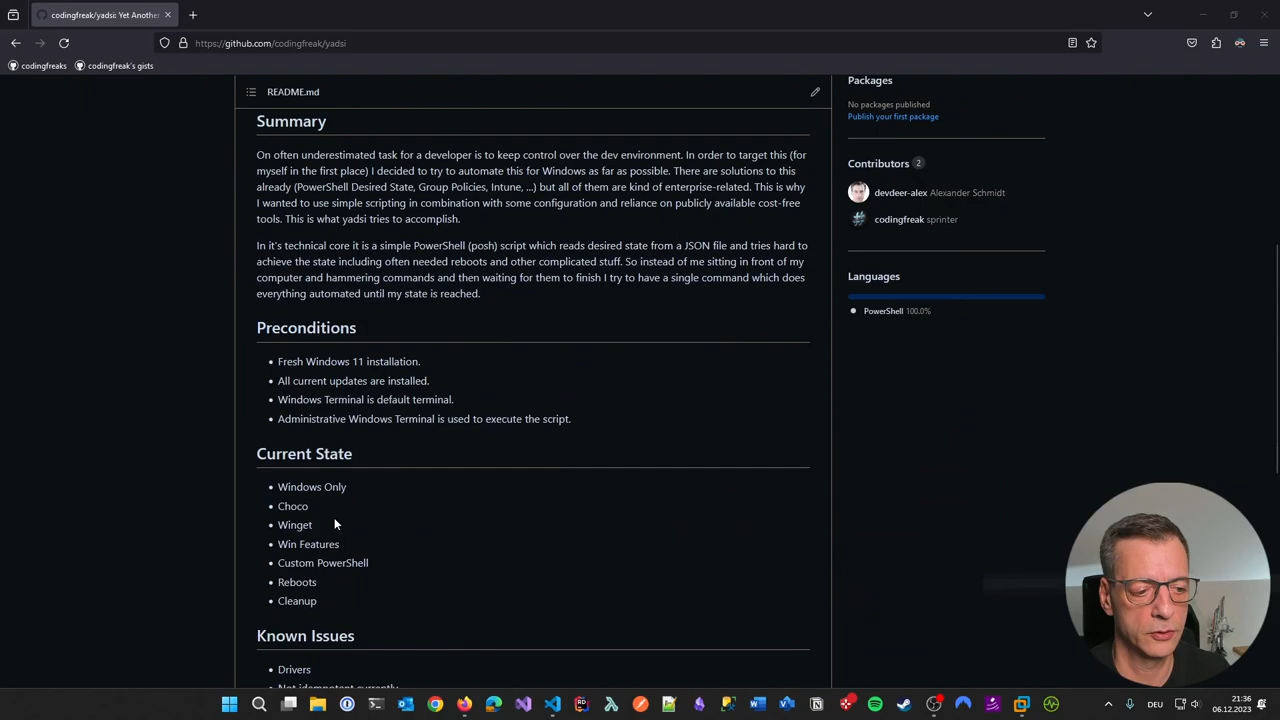 codingfreak/yadsi: Yet Another
https://github.com/codingfreak/yadsi
codingfreaks
codingfreak's gists
README.md
Summary
On often underestimated task for a developer is to keep control over the dev environment. In order to target this (for
myself in the first place) I decided to try to automate this for Windows as far as possible. There are solutions to this
already (PowerShell Desired State, Group Policies, Intune, ...) but all of them are kind of enterprise-related. This is why
I wanted to use simple scripting in combination with some configuration and reliance on publicly available cost-free
tools. This is what yadsi tries to accomplish.
In it's technical core it is a simple PowerShell (posh) script which reads desired state from a JSON file and tries hard to
achieve the state including often needed reboots and other complicated stuff. So instead of me sitting in front of my
computer and hammering commands and then waiting for them to finish I try to have a single command which does
everything automated until my state is reached.
Preconditions
Fresh Windows 11 installation.
All current updates are installed.
Windows Terminal is default terminal.
Administrative Windows Terminal is used to execute the script.
Current State
Windows Only
Choco
Winget
Win Features
Custom PowerShell
Reboots
Cleanup
Known Issues
Drivers
Not idempotent currently
Packages
No packages published
Publish your first package
Contributors 2
devdeer-alex Alexander Schmidt
codingfreak sprinter
Languages
PowerShell 100.0%
DEU
21:36
06.12.2023